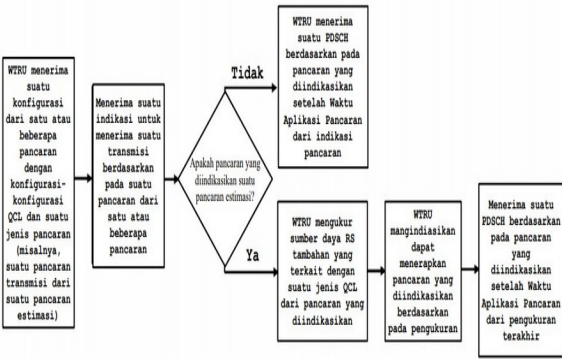 WTRU menerima
suatu
konfigurasi
dari satu atau
beberapa
pancaran
dengan
konfigurasi-
konfigurasi
QCL dan suatu
jenis pancaran
(misalnya,
suatu pancaran
transmisi dari
suatu pancaran
estimasi)
Menerima suatu
indikasi untuk
menerima suatu
transmisi
berdasarkan
pada suatu
pancaran dari
satu atau
beberapa
pancaran
Apakah pancaran yang
diindikasikan suatu
pancaran estimasi?
Tidak
WTRU menerima
suatu PDSCH
berdasarkan pada
pancaran yang
diindikasikan
setelah Waktu
Aplikasi Pancaran
dari indikasi
pancaran
Ya
WTRU mengukur
sumber daya RS
tambahan yang
terkait dengan
suatu jenis QCL
dari pancaran yang
diindikasikan
WTRU
mangindiasikan
dapat
menerapkan
pancaran yang
diindikasikan
berdasarkan
pada pengukuran
Menerima suatu
PDSCH berdasarkan
pada pancaran
yang
diindikasikan
setelah Waktu
Aplikasi Pancaran
dari pengukuran
terakhir